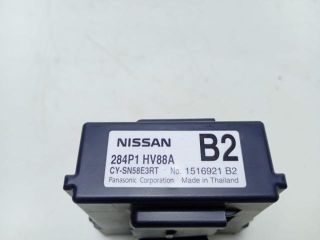 NISSAN B2
284P1 HV88A
CY-SN58E3RT No. 1516921 B2
Panasonic Corporation Made in Thailand